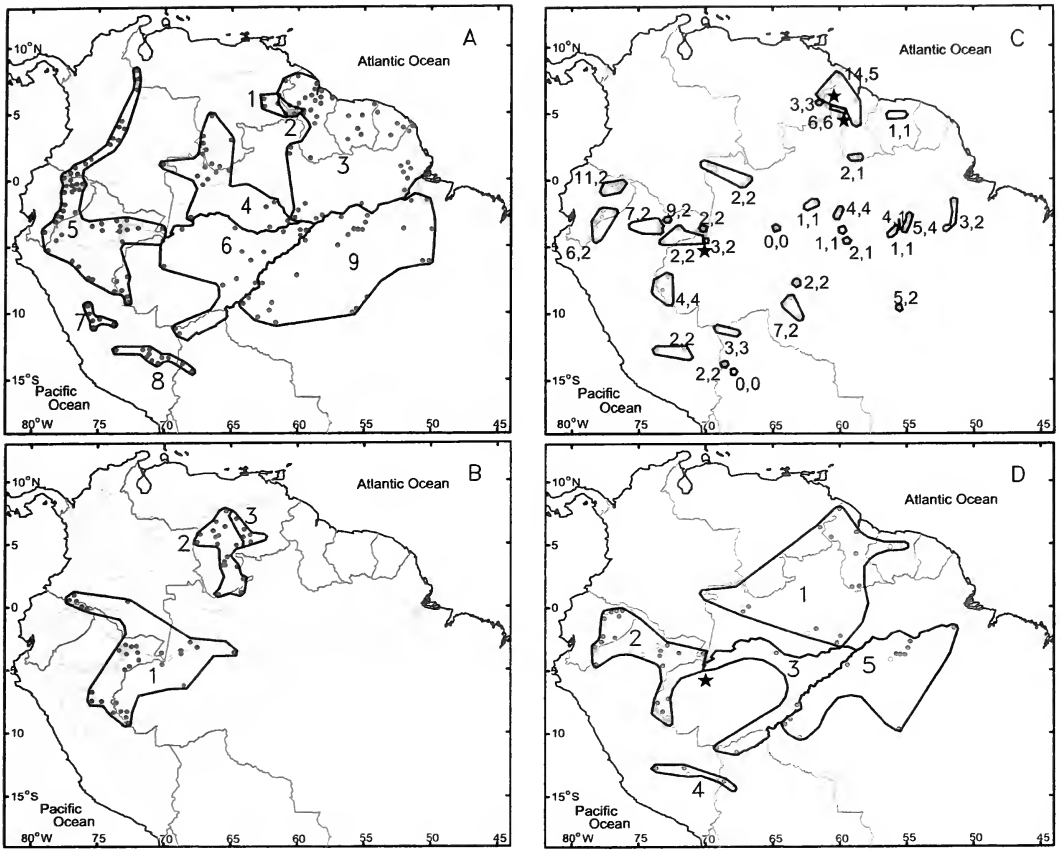 A
Atlantic Ocean
10°N
5
0
5
10
15°S
1
2
3
4
5
6
7
8
9
Pacific
Ocean
80°W 75 70 65 60 55 50 45
C
Atlantic Ocean
10°N
5
0
5
10
15°S
14,5
3,3
6,6
1,1
2,1
11,2
2,2
6,2
7,2
9,2
2,2
2,2
3,2
0,0
1,1
4,4
1,1
2,1
4,1
5,4
1,1
3,2
4,4
2,2
7,2
5,2
2,2
3,3
2,2
0,0
Pacific
Ocean
80°W 75 70 65 60 55 50 45
B
Atlantic Ocean
10°N
5
0
5
10
15°S
2
3
1
Pacific
Ocean
80°W 75 70 65 60 55 50 45
D
Atlantic Ocean
10°N
5
0
5
10
15°S
1
2
3
5
4
Pacific
Ocean
80°W 75 70 65 60 55 50 45